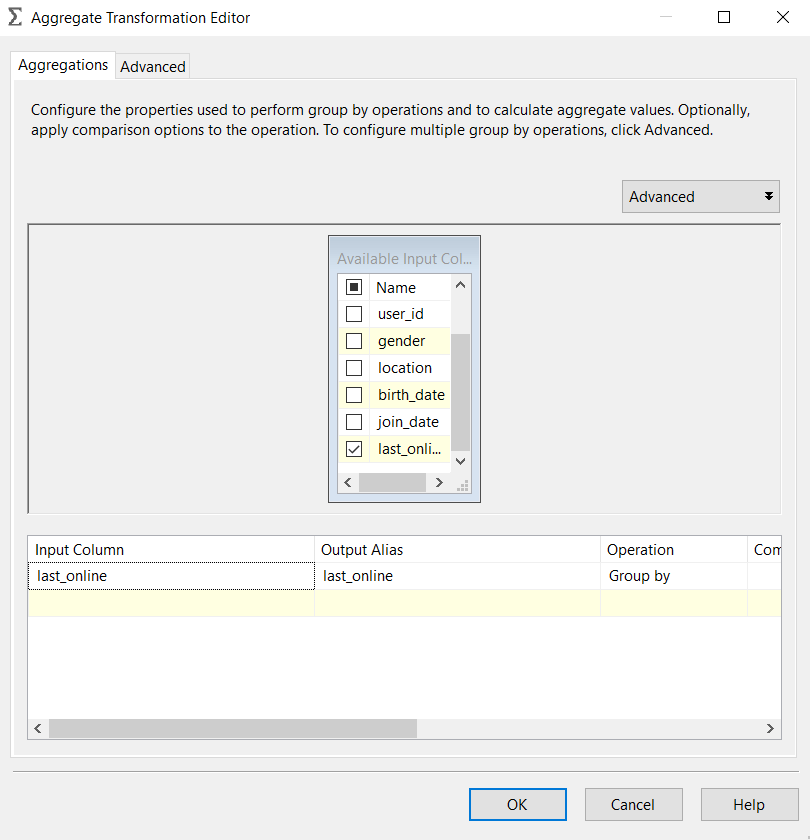 Aggregate Transformation Editor
Aggregations
Advanced
Configure the properties used to perform group by operations and to calculate aggregate values. Optionally,
apply comparison options to the operation. To configure multiple group by operations, click Advanced.
Advanced
Available Input Col...
Name
user_id
gender
location
birth_date
join_date
last_onli...
Input Column Output Alias Operation Com
last_online last_online Group by
OK Cancel Help